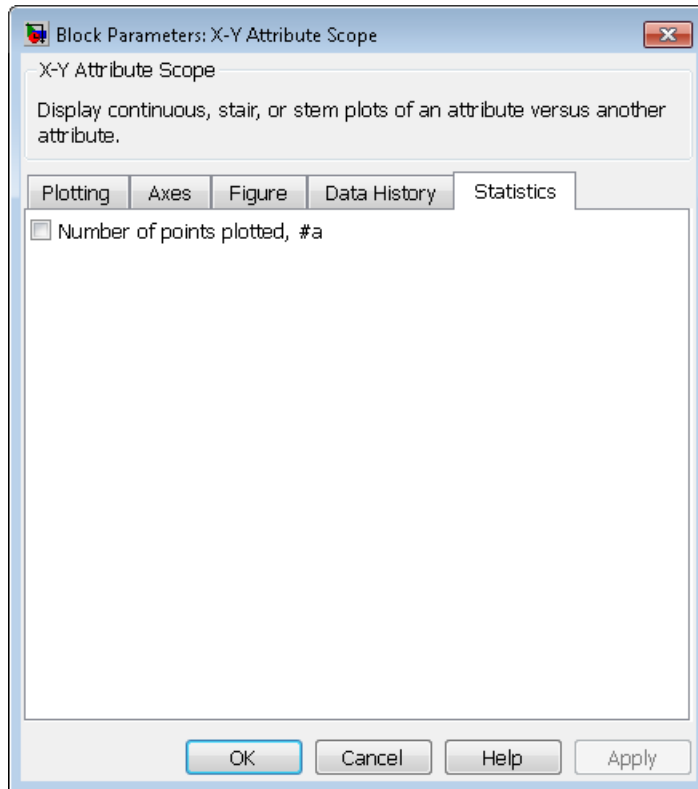 Block Parameters: X-Y Attribute Scope
X-Y Attribute Scope
Display continuous, stair, or stem plots of an attribute versus another
attribute.
Plotting Axes Figure Data History Statistics
Number of points plotted, #a
OK Cancel Help Apply